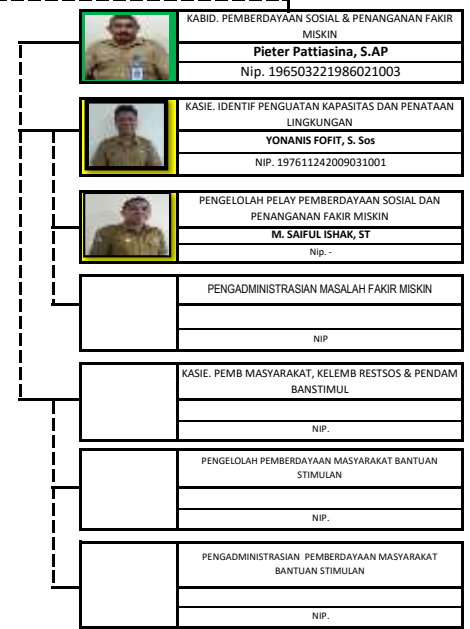 KABID. PEMBERDAYAAN SOSIAL & PENANGANAN FAKIR
MISKIN
Pieter Pattiasina, S.AP
Nip. 196503221986021003
KASIE. IDENTIF PENGUATAN KAPASITAS DAN PENATAAN
LINGKUNGAN
YONANIS FOFIT, S. Sos
NIP. 197611242009031001
PENGELOLAH PELAY PEMBERDAYAAN SOSIAL DAN
PENANGANAN FAKIR MISKIN
M. SAIFUL ISHAK, ST
Nip. -
PENGADMINISTRASIAN MASALAH FAKIR MISKIN
NIP
KASIE. PEMB MASYARAKAT, KELEMB RESTSOS & PENDAM
BANSTIMUL
NIP.
PENGELOLAH PEMBERDAYAAN MASYARAKAT BANTUAN
STIMULAN
NIP.
PENGADMINISTRASIAN PEMBERDAYAAN MASYARAKAT
BANTUAN STIMULAN
NIP.